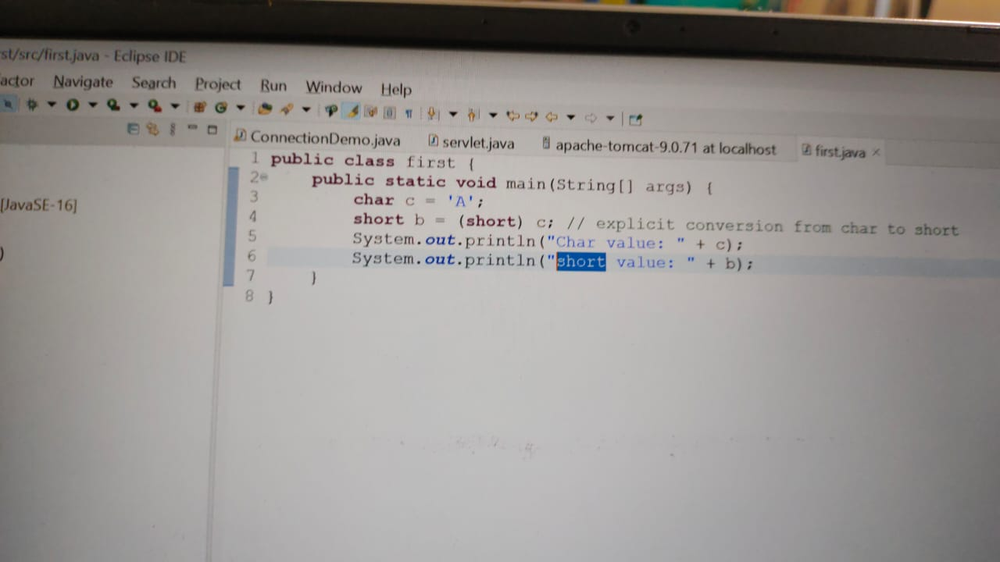 rst/src/first.java - Eclipse IDE
actor Navigate Search Project Run Window Help
ConnectionDemo.java servlet.java apache-tomcat-9.0.71 at localhost first.java
[JavaSE-16]
)
1 public class first {
2 public static void main(String[] args) {
3 char c = 'A';
4 short b = (short) c; // explicit conversion from char to short
5 System.out.println("Char value: " + c);
6 System.out.println("short value: " + b);
7 }
8 }